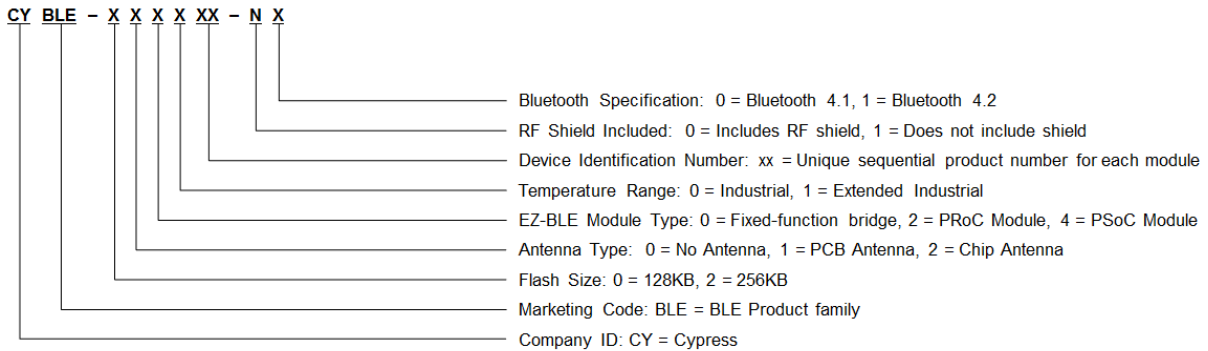 CY BLE – X X X X XX – N X
Bluetooth Specification: 0 = Bluetooth 4.1, 1 = Bluetooth 4.2
RF Shield Included: 0 = Includes RF shield, 1 = Does not include shield
Device Identification Number: xx = Unique sequential product number for each module
Temperature Range: 0 = Industrial, 1 = Extended Industrial
EZ-BLE Module Type: 0 = Fixed-function bridge, 2 = PRoC Module, 4 = PSoC Module
Antenna Type: 0 = No Antenna, 1 = PCB Antenna, 2 = Chip Antenna
Flash Size: 0 = 128KB, 2 = 256KB
Marketing Code: BLE = BLE Product family
Company ID: CY = Cypress